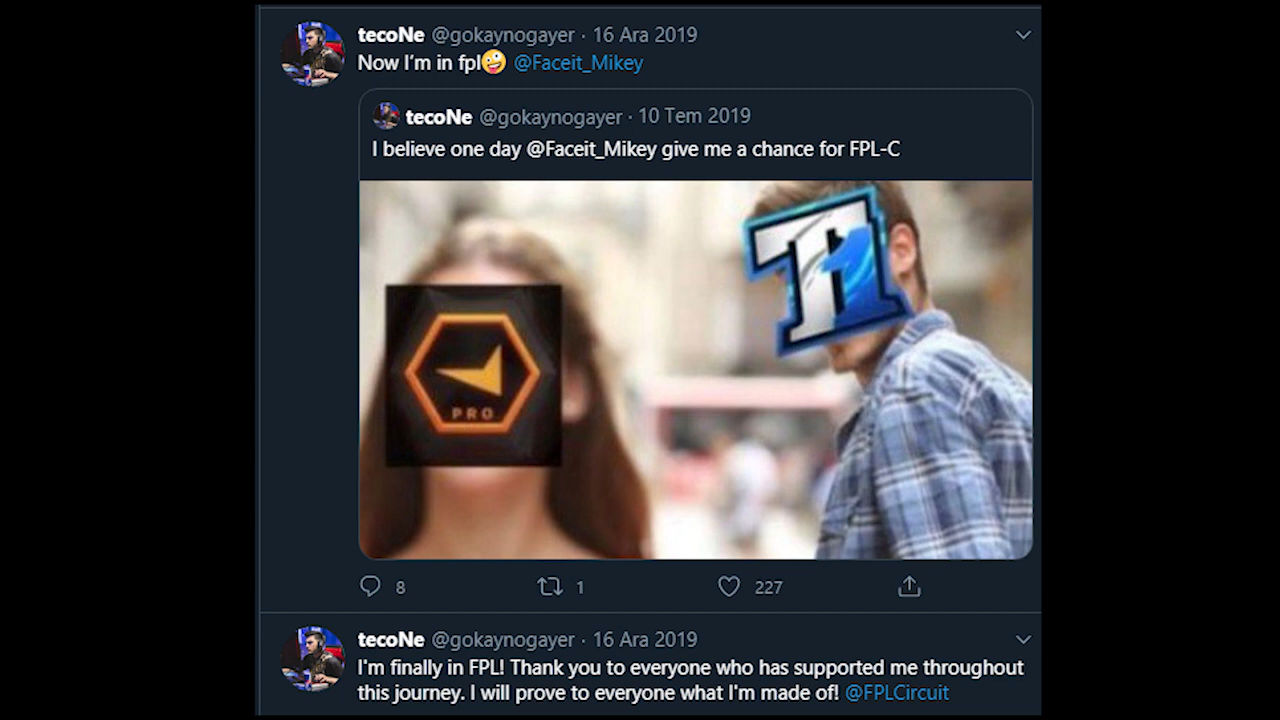 tecoNe @gokaynogayer · 16 Ara 2019
Now I'm in fpl🤪 @Faceit_Mikey
tecoNe @gokaynogayer · 10 Tem 2019
I believe one day @Faceit_Mikey give me a chance for FPL-C
PRO
8 1 227
tecoNe @gokaynogayer · 16 Ara 2019
I'm finally in FPL! Thank you to everyone who has supported me throughout
this journey. I will prove to everyone what I'm made of! @FPLCircuit